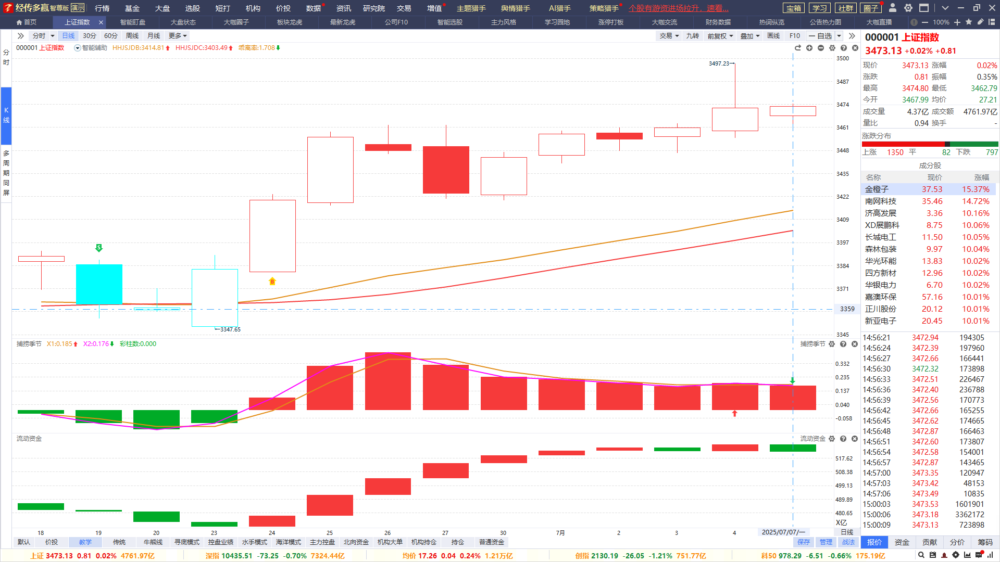 经传多赢 智尊版 演示 行情 基金 大盘 选股 短打 机构 价投 数据 资讯 研究院 交易 增值 主题猎手 舆情猎手 AI猎手 策略猎手 个股有游资进场拉升，速看... 宝箱 学习 社群 圈子
首页 上证指数 × 智能盯盘 大盘状态 大咖圈子 板块龙虎 最新龙虎 公司F10 智能选股 主力风格 学习园地 涨停打板 大咖交流 财务数据 热词纵览 公告热力图 大咖直播 100%
分时 日线 30分 60分 周线 月线 更多 交易 九转 前复权 叠加 画线 F10 自选
000001 上证指数 智能辅助 HHJSJDB:3414.81 HHJSJDC:3403.49 乖离率:1.708
分时
K线
多周期同屏
3500
3487
3474
3461
3448
3435
3422
3409
3397
3384
3371
3359
3345
3497.23→
←3347.65
S
B
捕捞季节 X1:0.185 X2:0.176 彩柱数:0.000 捕捞季节
0.332
0.235
0.137
0.040
-0.058
流动资金 流动资金
517.62
508.38
499.13
489.89
480.65
X亿
18 19 20 23 24 25 26 27 30 7月 2 3 4 2025/07/07/一 日线
默认 价投 教学 传统 牛能线 寻底模式 控盘业绩 水手模式 海洋模式 主力控盘 北向资金 机构大单 机构持仓 持仓 普通资金 保存 管理 战法
000001 上证指数
3473.13 +0.02% +0.81
现价 3473.13 涨幅 0.02%
涨跌 0.81 振幅 0.35%
最高 3474.80 最低 3462.79
今开 3467.99 均价 27.21
成交量 4.37亿 成交额 4761.97亿
量比 0.94 换手 -
涨跌分布
上涨 1350 平 82 下跌 797
成分股
名称 现价 涨幅
金橙子 37.53 15.37%
南网科技 35.46 14.72%
济高发展 3.36 10.16%
XD展鹏科 8.75 10.06%
长城电工 11.50 10.05%
森林包装 9.97 10.04%
华光环能 13.83 10.02%
四方新材 12.96 10.02%
华银电力 6.70 10.02%
嘉澳环保 57.16 10.01%
正川股份 20.12 10.01%
新亚电子 20.45 10.01%
14:56:21 3472.94 194305
14:56:24 3472.39 197960
14:56:27 3472.66 166441
14:56:30 3472.32 173898
14:56:33 3472.51 226467
14:56:36 3472.40 236788
14:56:39 3472.56 170773
14:56:42 3472.66 165255
14:56:45 3472.62 174665
14:56:48 3472.87 166463
14:56:51 3472.60 173807
14:56:54 3472.58 154001
14:56:57 3472.87 143465
14:57:00 3473.35 120947
14:57:03 3473.42 48153
14:57:06 3473.49 10835
15:00:03 3473.53 1601901
15:00:06 3473.18 3362172
15:00:09 3473.13 723898
报价 资金 贡献 分价 筹码
上证 3473.13 0.81 0.02% 4761.97亿 深指 10435.51 -73.25 -0.70% 7324.44亿 均价 17.26 0.04 0.24% 1.21万亿 创指 2130.19 -26.05 -1.21% 751.77亿 科50 978.29 -6.51 -0.66% 175.19亿